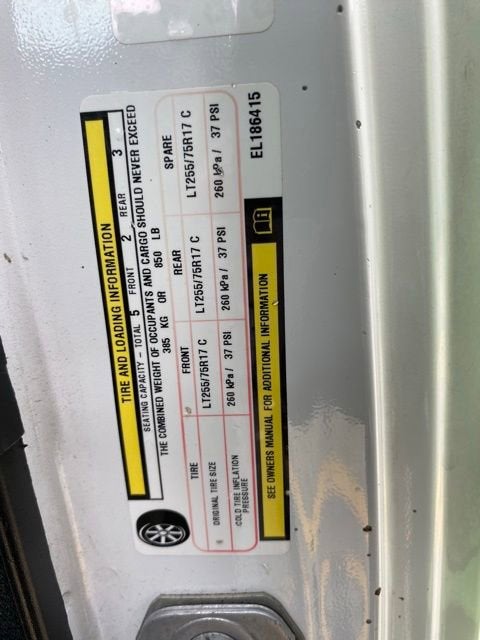 TIRE AND LOADING INFORMATION
SEATING CAPACITY – TOTAL 5 FRONT 2 REAR 3
THE COMBINED WEIGHT OF OCCUPANTS AND CARGO SHOULD NEVER EXCEED
385 KG OR 850 LB
TIRE FRONT REAR SPARE
ORIGINAL TIRE SIZE LT255/75R17 C LT255/75R17 C LT255/75R17 C
COLD TIRE INFLATION
PRESSURE 260 kPa / 37 PSI 260 kPa / 37 PSI 260 kPa / 37 PSI
SEE OWNERS MANUAL FOR ADDITIONAL INFORMATION
EL186415